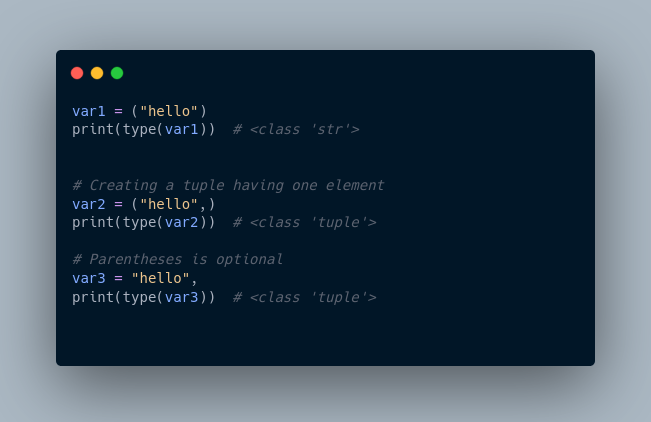 var1 = ("hello")
print(type(var1))  # <class 'str'>
# Creating a tuple having one element
var2 = ("hello",)
print(type(var2))  # <class 'tuple'>
# Parentheses is optional
var3 = "hello",
print(type(var3))  # <class 'tuple'>